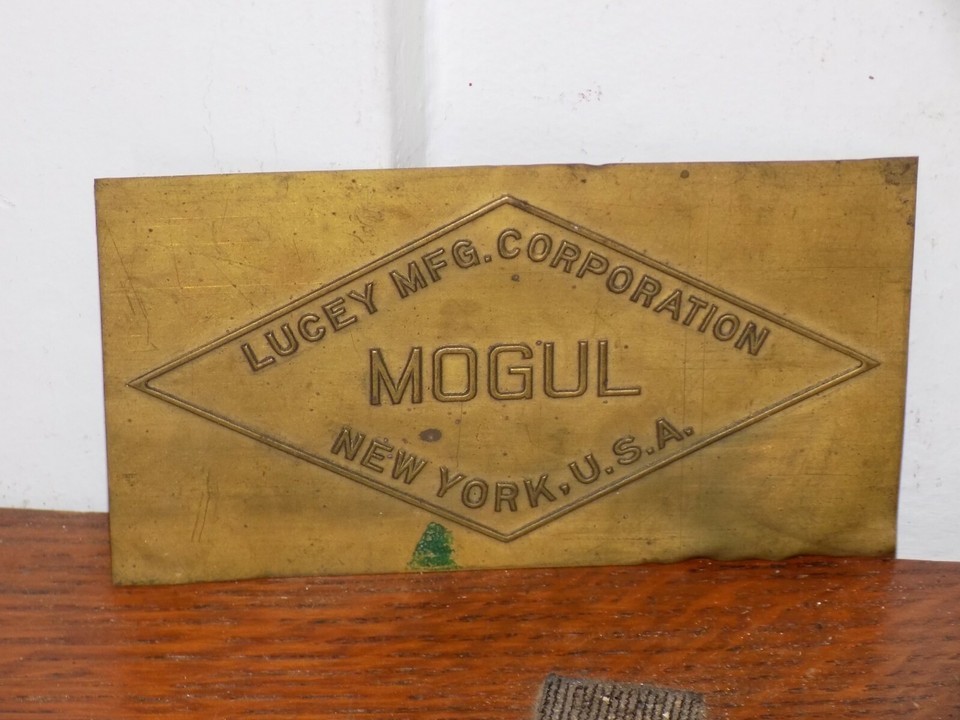 LUCEY MFG. CORPORATION
MOGUL
NEW YORK, U.S.A.